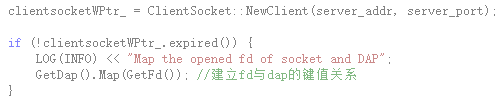 clientsocketWPtr_ = ClientSocket::NewClient(server_addr, server_port);
if (!clientsocketWPtr_.expired()) {
LOG(INFO) << "Map the opened fd of socket and DAP";
GetDap().Map(GetFd()); //建立fd与dap的键值关系
}